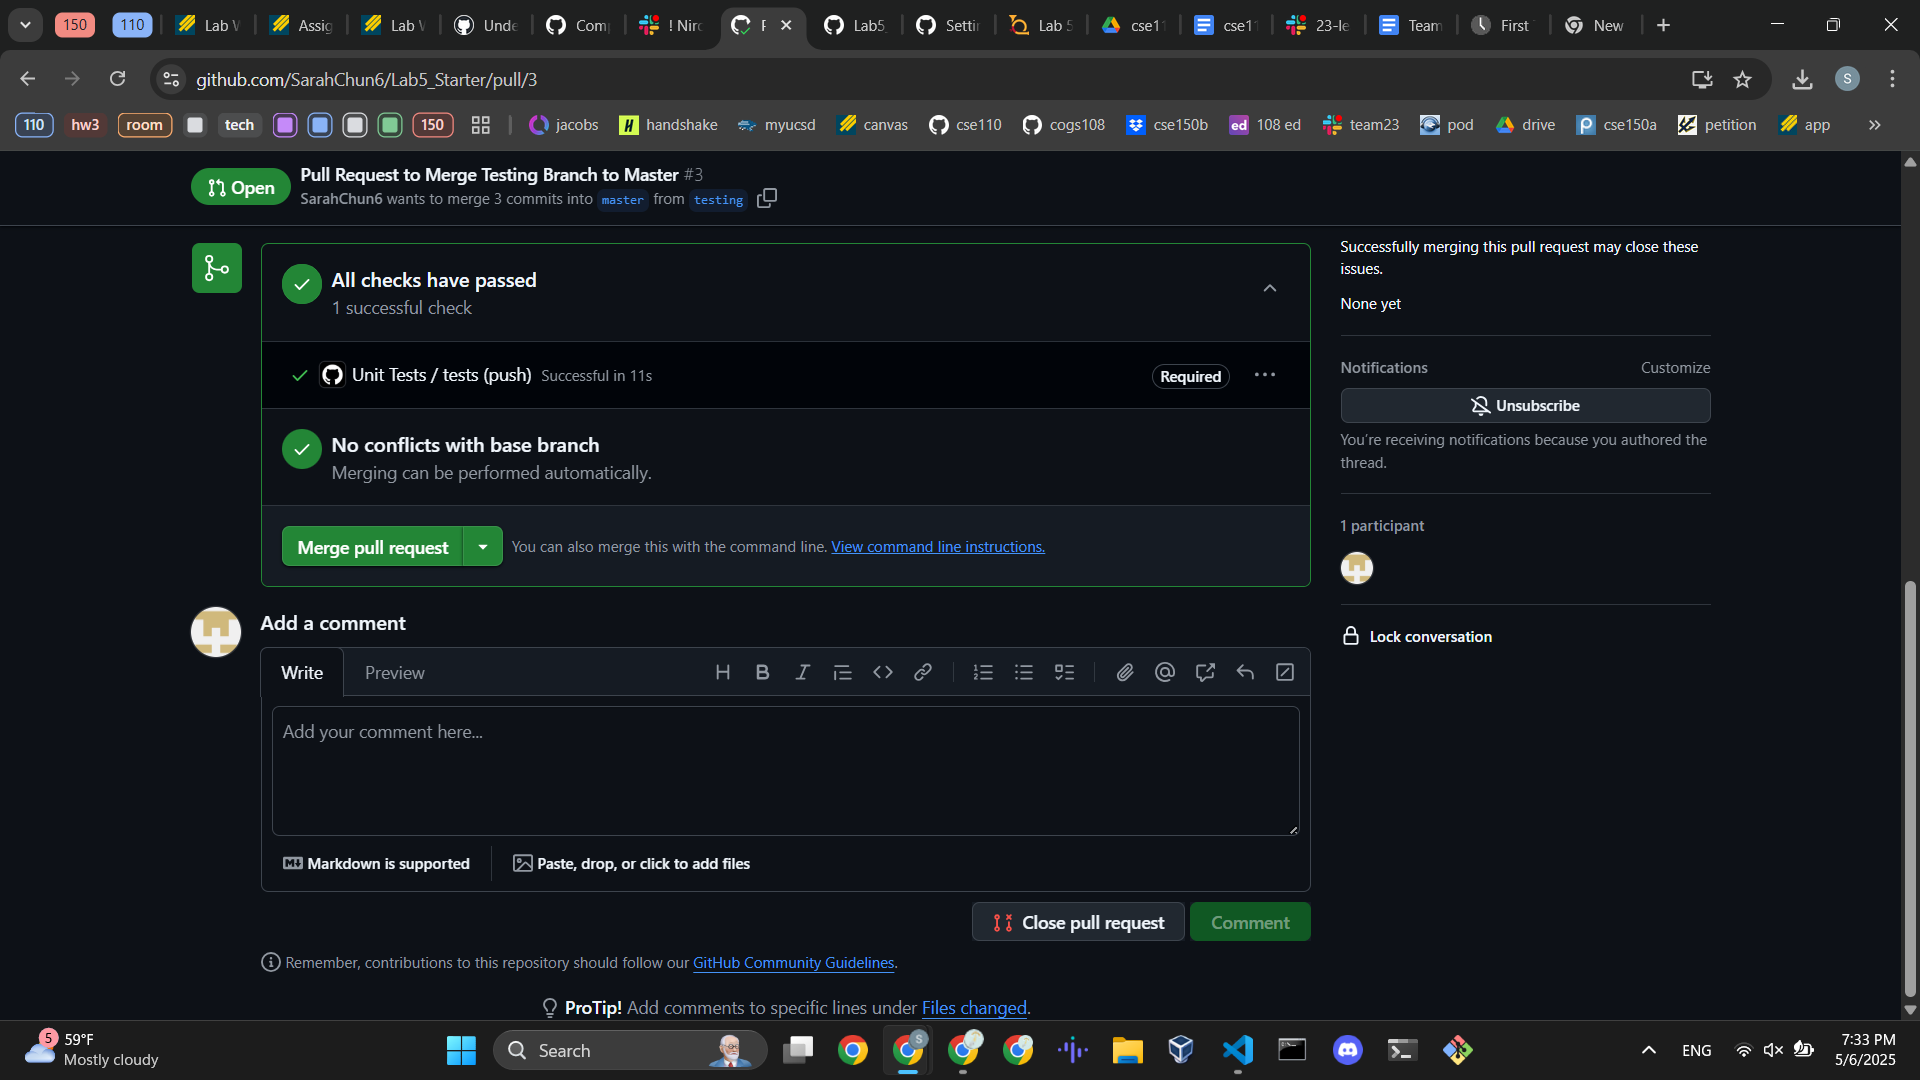 150
110
Lab V
Assig
Lab V
Unde
Com
! Niro
Lab5_
Settin
Lab 5
cse11
cse11
23-le
Team
First
New
github.com/SarahChun6/Lab5_Starter/pull/3
S
110
hw3
room
tech
150
jacobs
handshake
myucsd
canvas
cse110
cogs108
cse150b
ed 108 ed
team23
pod
drive
cse150a
petition
app
Open
Pull Request to Merge Testing Branch to Master #3
SarahChun6 wants to merge 3 commits into master from testing
All checks have passed
1 successful check
Unit Tests / tests (push) Successful in 11s
Required
No conflicts with base branch
Merging can be performed automatically.
Merge pull request
You can also merge this with the command line. View command line instructions.
Successfully merging this pull request may close these
issues.
None yet
Notifications
Customize
Unsubscribe
You're receiving notifications because you authored the
thread.
1 participant
Lock conversation
Add a comment
Write
Preview
Add your comment here...
Markdown is supported
Paste, drop, or click to add files
Close pull request
Comment
Remember, contributions to this repository should follow our GitHub Community Guidelines.
ProTip! Add comments to specific lines under Files changed.
5
59°F
Mostly cloudy
Search
S
ENG
7:33 PM
5/6/2025